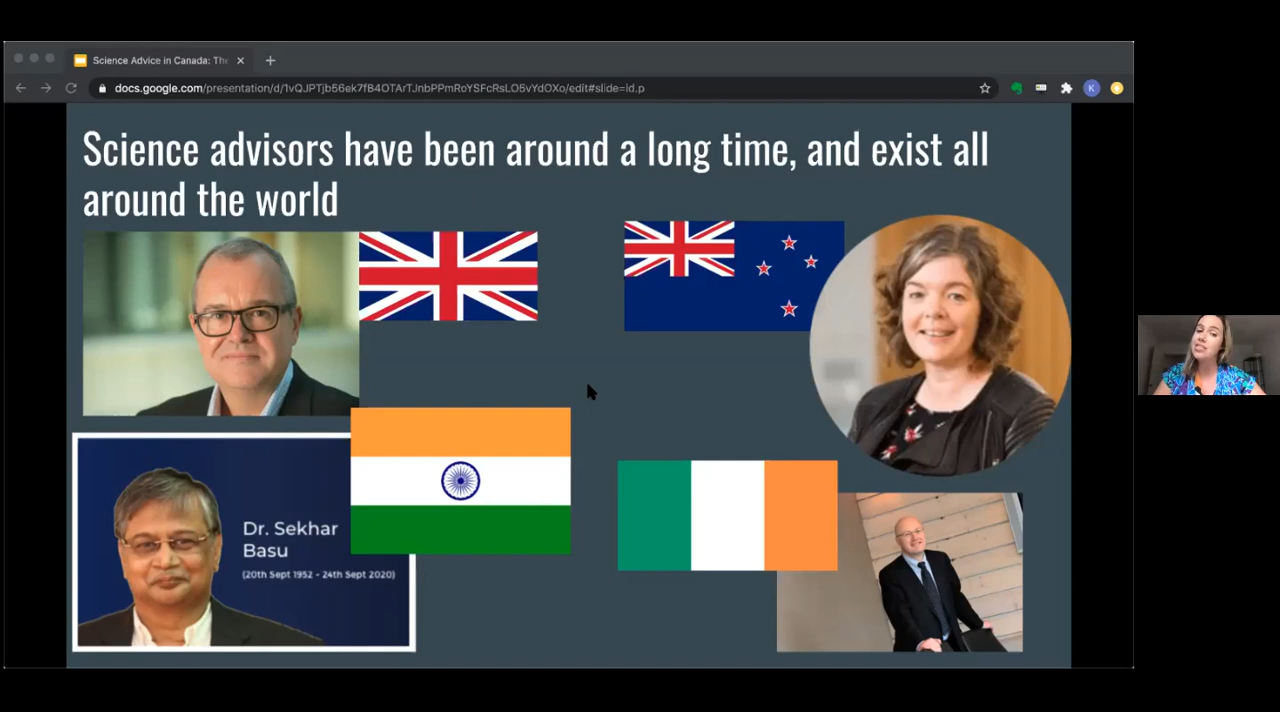 Science Advice in Canada: The
docs.google.com/presentation/d/1vQJPTjb56ek7fB4OTArTJnbPPmRoYSFcRsLO5vYdOXo/edit#slide=id.p
K
Science advisors have been around a long time, and exist all
around the world
Dr. Sekhar
Basu
(20th Sept 1952 - 24th Sept 2020)